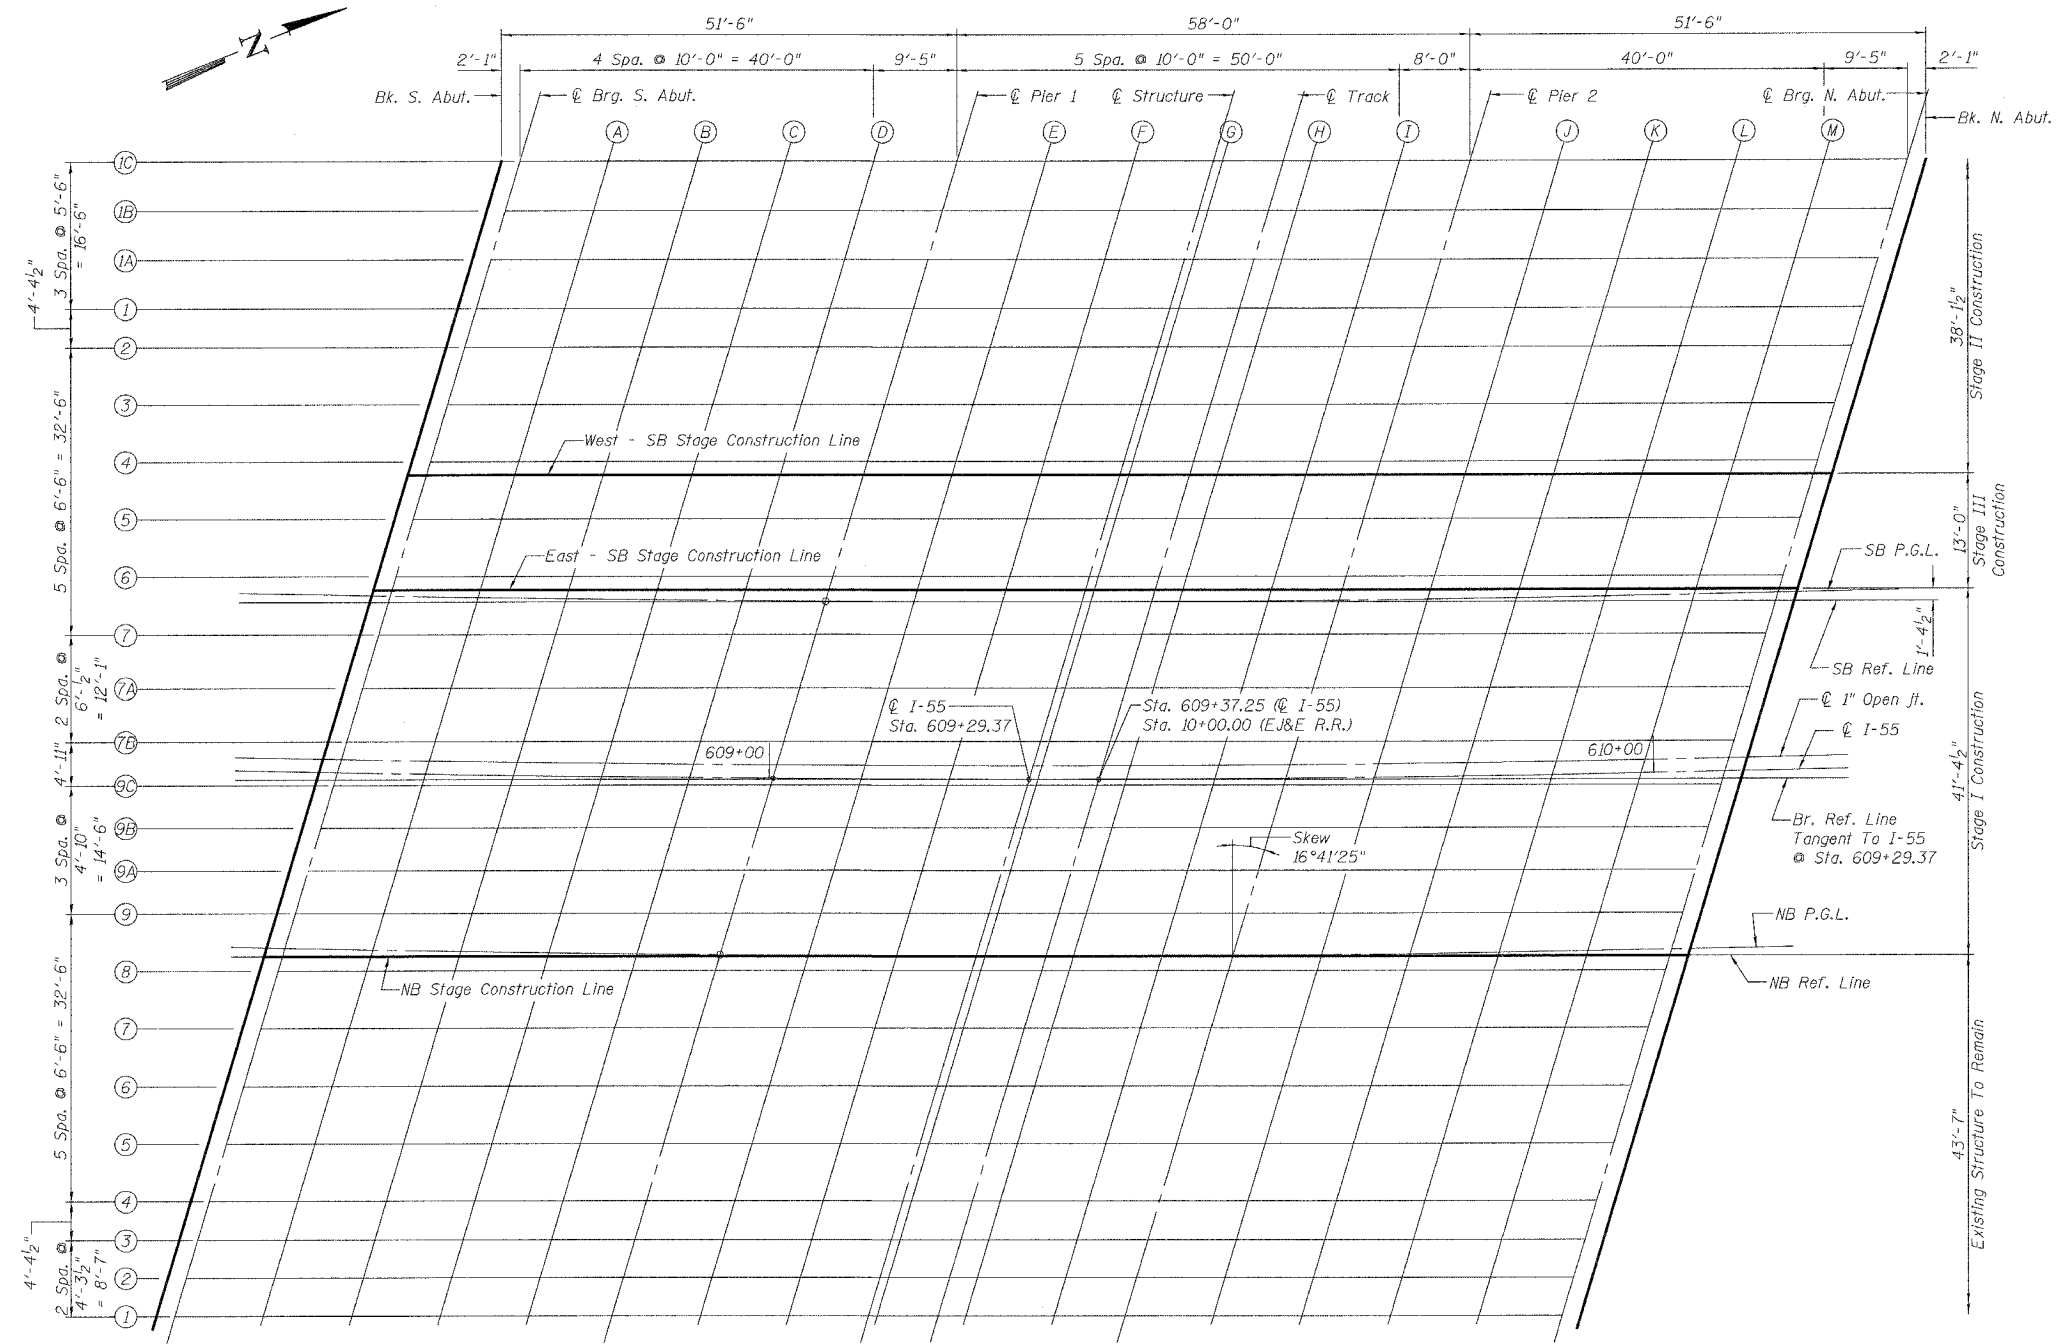 N
51'-6"
58'-0"
51'-6"
2'-1"
4 Spa. @ 10'-0" = 40'-0"
9'-5"
5 Spa. @ 10'-0" = 50'-0"
8'-0"
40'-0"
9'-5"
2'-1"
Bk. S. Abut.
℄ Brg. S. Abut.
℄ Pier 1
℄ Structure
℄ Track
℄ Pier 2
℄ Brg. N. Abut.
Bk. N. Abut.
A
B
C
D
E
F
G
H
I
J
K
L
M
1C
1B
1A
1
2
3
4
5
6
7
7A
7B
9C
9B
9A
9
8
7
6
5
4
3
2
1
3 Spa. @ 5'-6"
= 16'-6"
4'-4½"
5 Spa. @ 6'-6" = 32'-6"
2 Spa. @
6'-½"
= 12'-1"
4'-11"
3 Spa. @
4'-10"
= 14'-6"
5 Spa. @ 6'-6" = 32'-6"
4'-4½"
2 Spa. @
4'-3½"
= 8'-7"
West - SB Stage Construction Line
East - SB Stage Construction Line
℄ I-55
Sta. 609+29.37
Sta. 609+37.25 (℄ I-55)
Sta. 10+00.00 (EJ&E R.R.)
609+00
610+00
Skew
16°41'25"
NB Stage Construction Line
38'-1½"
Stage II Construction
13'-0"
Stage III
Construction
SB P.G.L.
1'-4½"
SB Ref. Line
℄ 1" Open jt.
℄ I-55
41'-4½"
Stage I Construction
Br. Ref. Line
Tangent To I-55
@ Sta. 609+29.37
NB P.G.L.
NB Ref. Line
43'-7"
Existing Structure To Remain